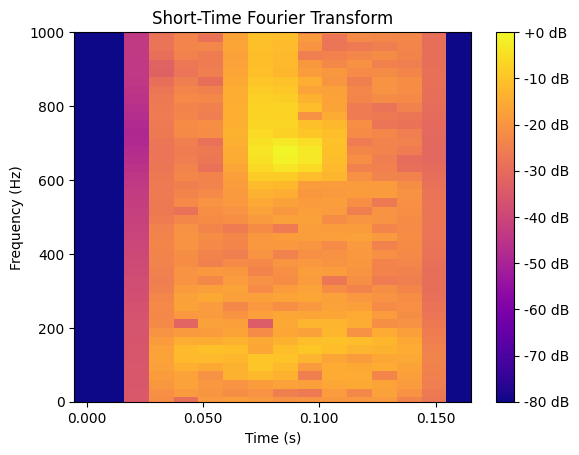 Short-Time Fourier Transform
1000
800
600
400
200
0
Frequency (Hz)
0.000
0.050
0.100
0.150
Time (s)
+0 dB
-10 dB
-20 dB
-30 dB
-40 dB
-50 dB
-60 dB
-70 dB
-80 dB